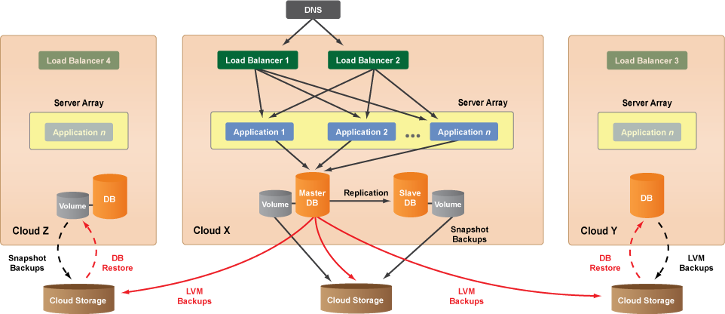 DNS
Load Balancer 4
Load Balancer 1
Load Balancer 2
Load Balancer 3
Server Array
Server Array
Server Array
Application n
Application 1
Application 2
...
Application n
Application n
Volume
DB
Volume
Master
DB
Replication
Slave
DB
Volume
DB
Cloud Z
Cloud X
Snapshot
Backups
Cloud Y
Snapshot
Backups
DB
Restore
DB
Restore
LVM
Backups
LVM
Backups
LVM
Backups
Cloud Storage
Cloud Storage
Cloud Storage